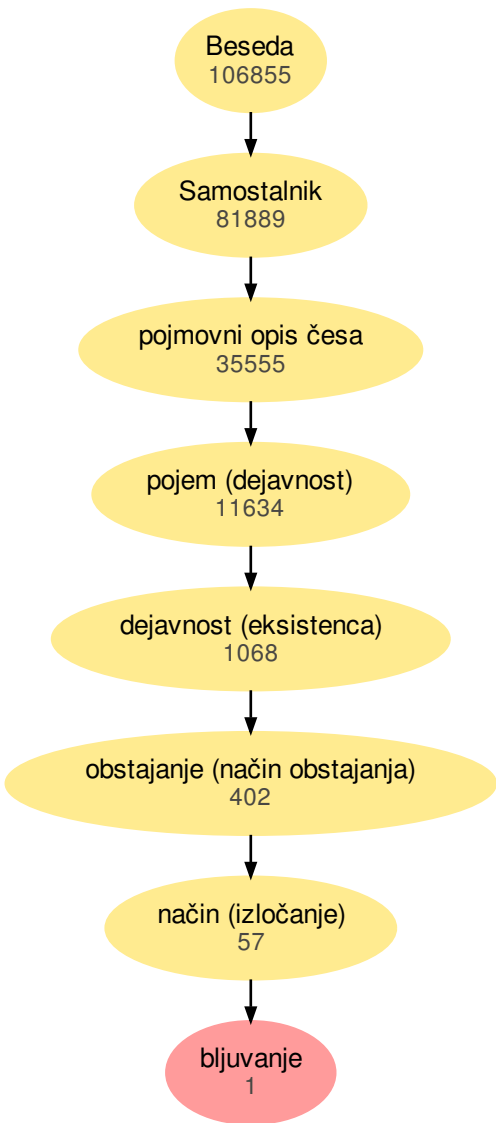 Beseda
106855
Samostalnik
81889
pojmovni opis česa
35555
pojem (dejavnost)
11634
dejavnost (eksistenca)
1068
obstajanje (način obstajanja)
402
način (izločanje)
57
bljuvanje
1